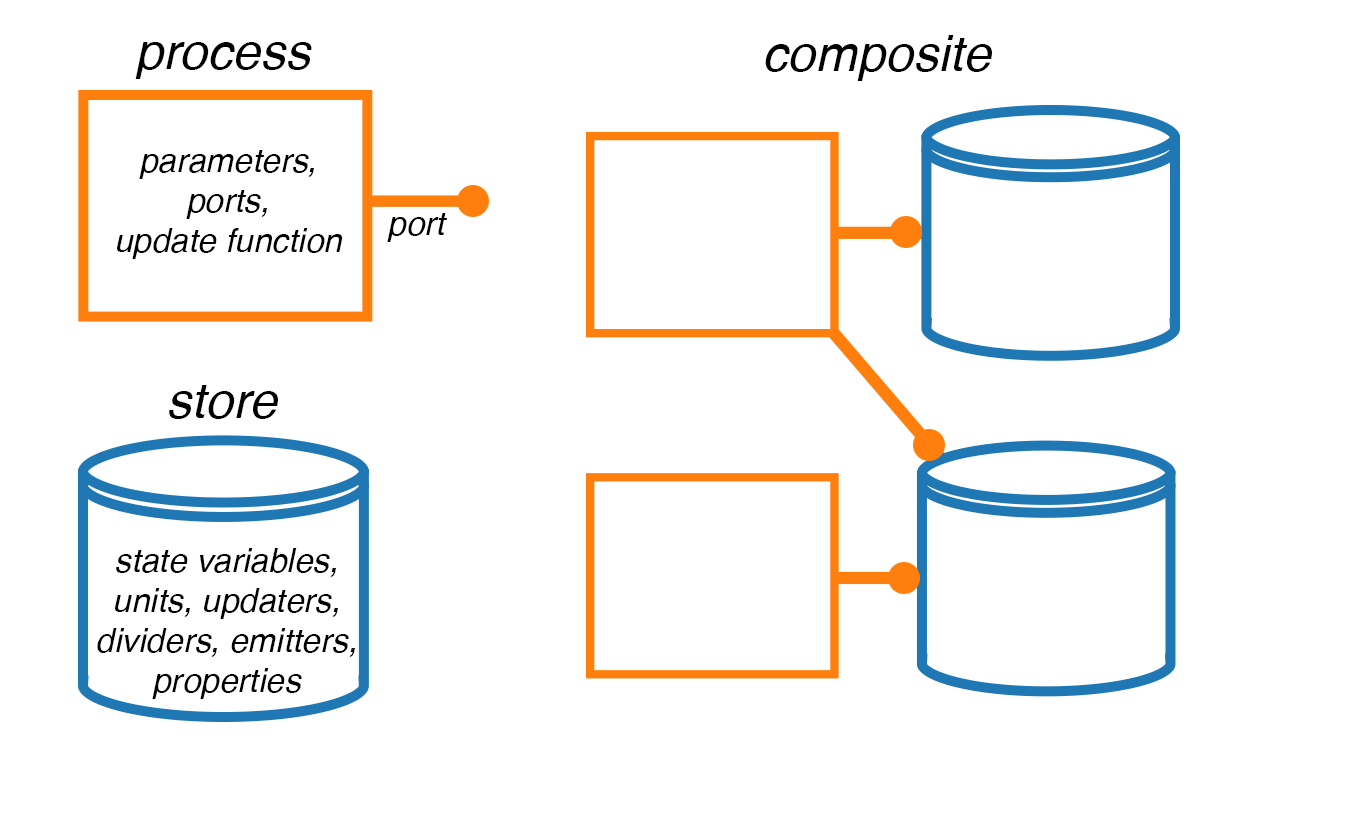 process
parameters,
ports,
update function
port
store
state variables,
units, updaters,
dividers, emitters,
properties
composite